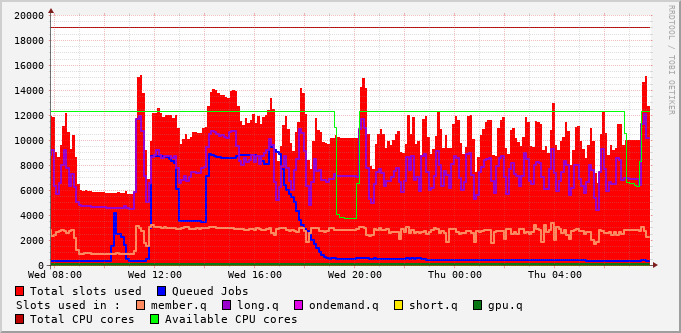 20000
18000
16000
14000
12000
10000
8000
6000
4000
2000
0
Wed 08:00 Wed 12:00 Wed 16:00 Wed 20:00 Thu 00:00 Thu 04:00
Total slots used Queued Jobs
Slots used in : member.q long.q ondemand.q short.q gpu.q
Total CPU cores Available CPU cores
RRDTOOL / TOBI OETIKER